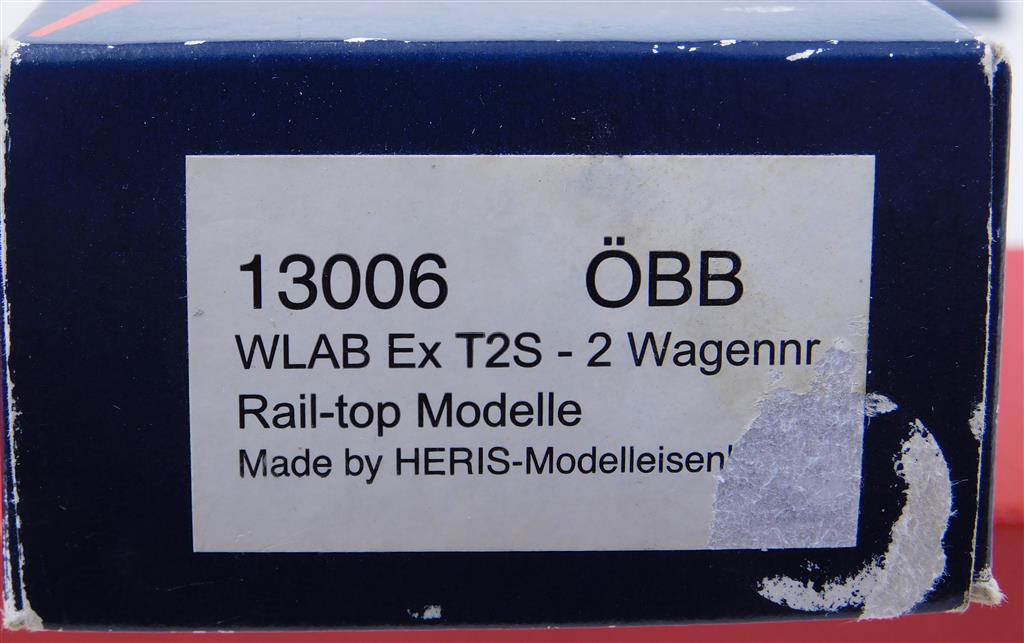 13006 ÖBB
WLAB Ex T2S - 2 Wagennr
Rail-top Modelle
Made by HERIS-Modelleisen